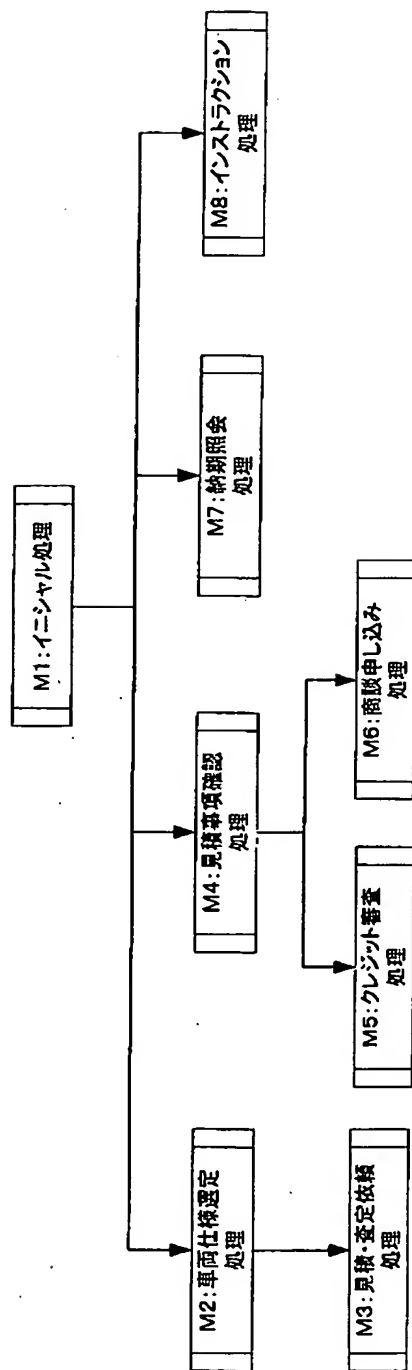 M1:イニシャル処理
M2:車両仕様選定
処理
M4:見積事項確認
処理
M7:納期照会
処理
M8:インストラクション
処理
M3:見積・査定依頼
処理
M5:クレジット審査
処理
M6:商談申し込み
処理